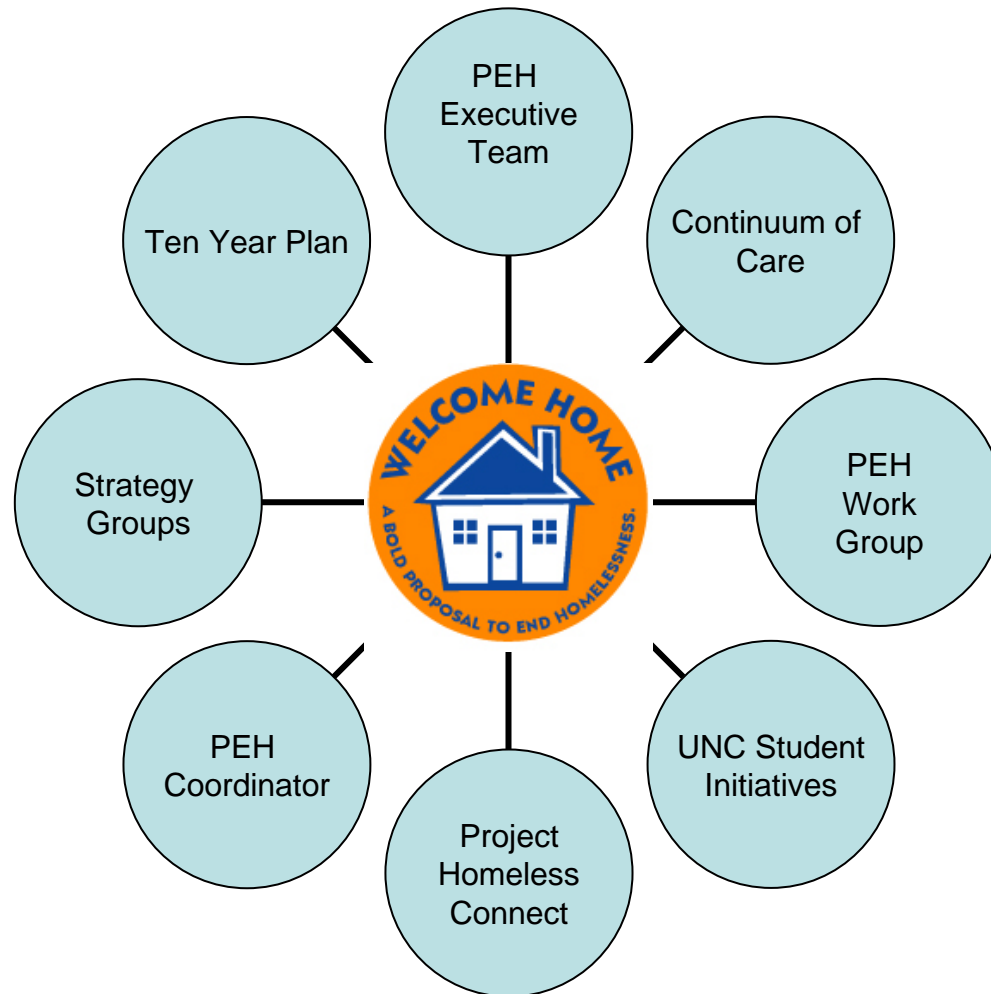 PEH
Executive
Team
Ten Year Plan
Continuum of
Care
WELCOME HOME
A BOLD PROPOSAL TO END HOMELESSNESS.
Strategy
Groups
PEH
Work
Group
PEH
Coordinator
UNC Student
Initiatives
Project
Homeless
Connect